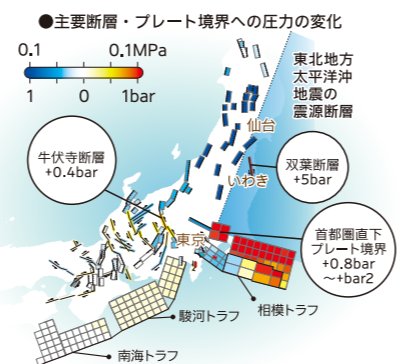 ●主要断層・プレート境界への圧力の変化
0.1 0.1MPa
1 0 1bar
東北地方
太平洋沖
地震の
震源断層
仙台
牛伏寺断層
+0.4bar
双葉断層
+5bar
いわき
東京
首都圏直下
プレート境界
+0.8bar
～+bar2
相模トラフ
駿河トラフ
南海トラフ